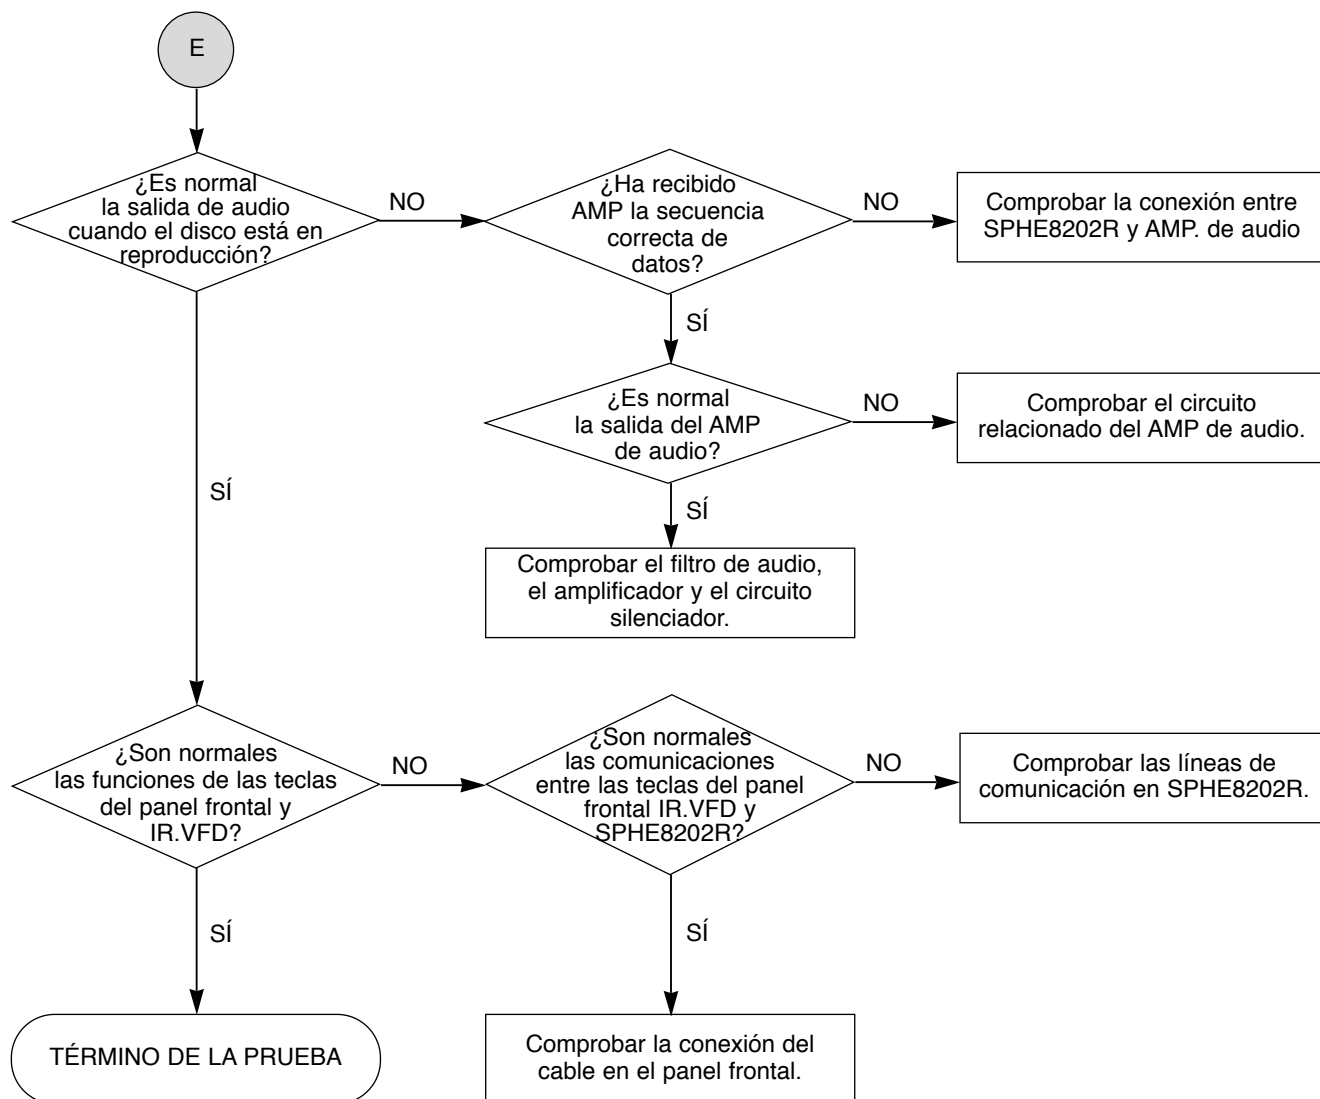 E
¿Es normal
la salida de audio
cuando el disco está en
reproducción?
NO
¿Ha recibido
AMP la secuencia
correcta de
datos?
NO
Comprobar la conexión entre
SPHE8202R y AMP. de audio
SÍ
¿Es normal
la salida del AMP
de audio?
NO
Comprobar el circuito
relacionado del AMP de audio.
SÍ
SÍ
Comprobar el filtro de audio,
el amplificador y el circuito
silenciador.
¿Son normales
las funciones de las teclas
del panel frontal y
IR.VFD?
NO
¿Son normales
las comunicaciones
entre las teclas del panel
frontal IR.VFD y
SPHE8202R?
NO
Comprobar las líneas de
comunicación en SPHE8202R.
SÍ
SÍ
TÉRMINO DE LA PRUEBA
Comprobar la conexión del
cable en el panel frontal.